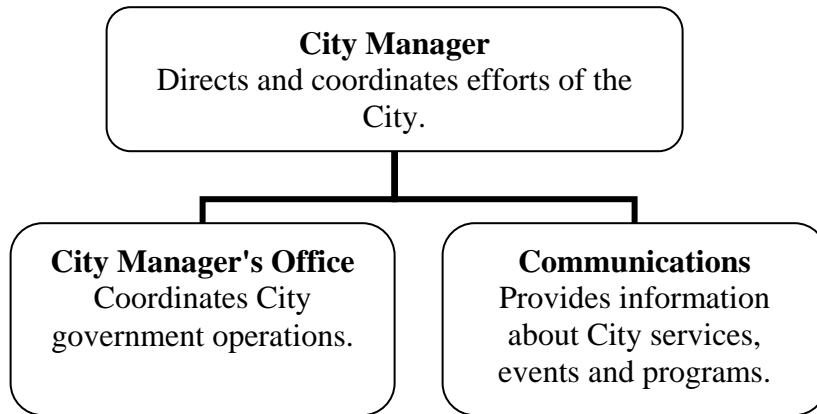 City Manager
Directs and coordinates efforts of the
City.
City Manager's Office
Coordinates City
government operations.
Communications
Provides information
about City services,
events and programs.